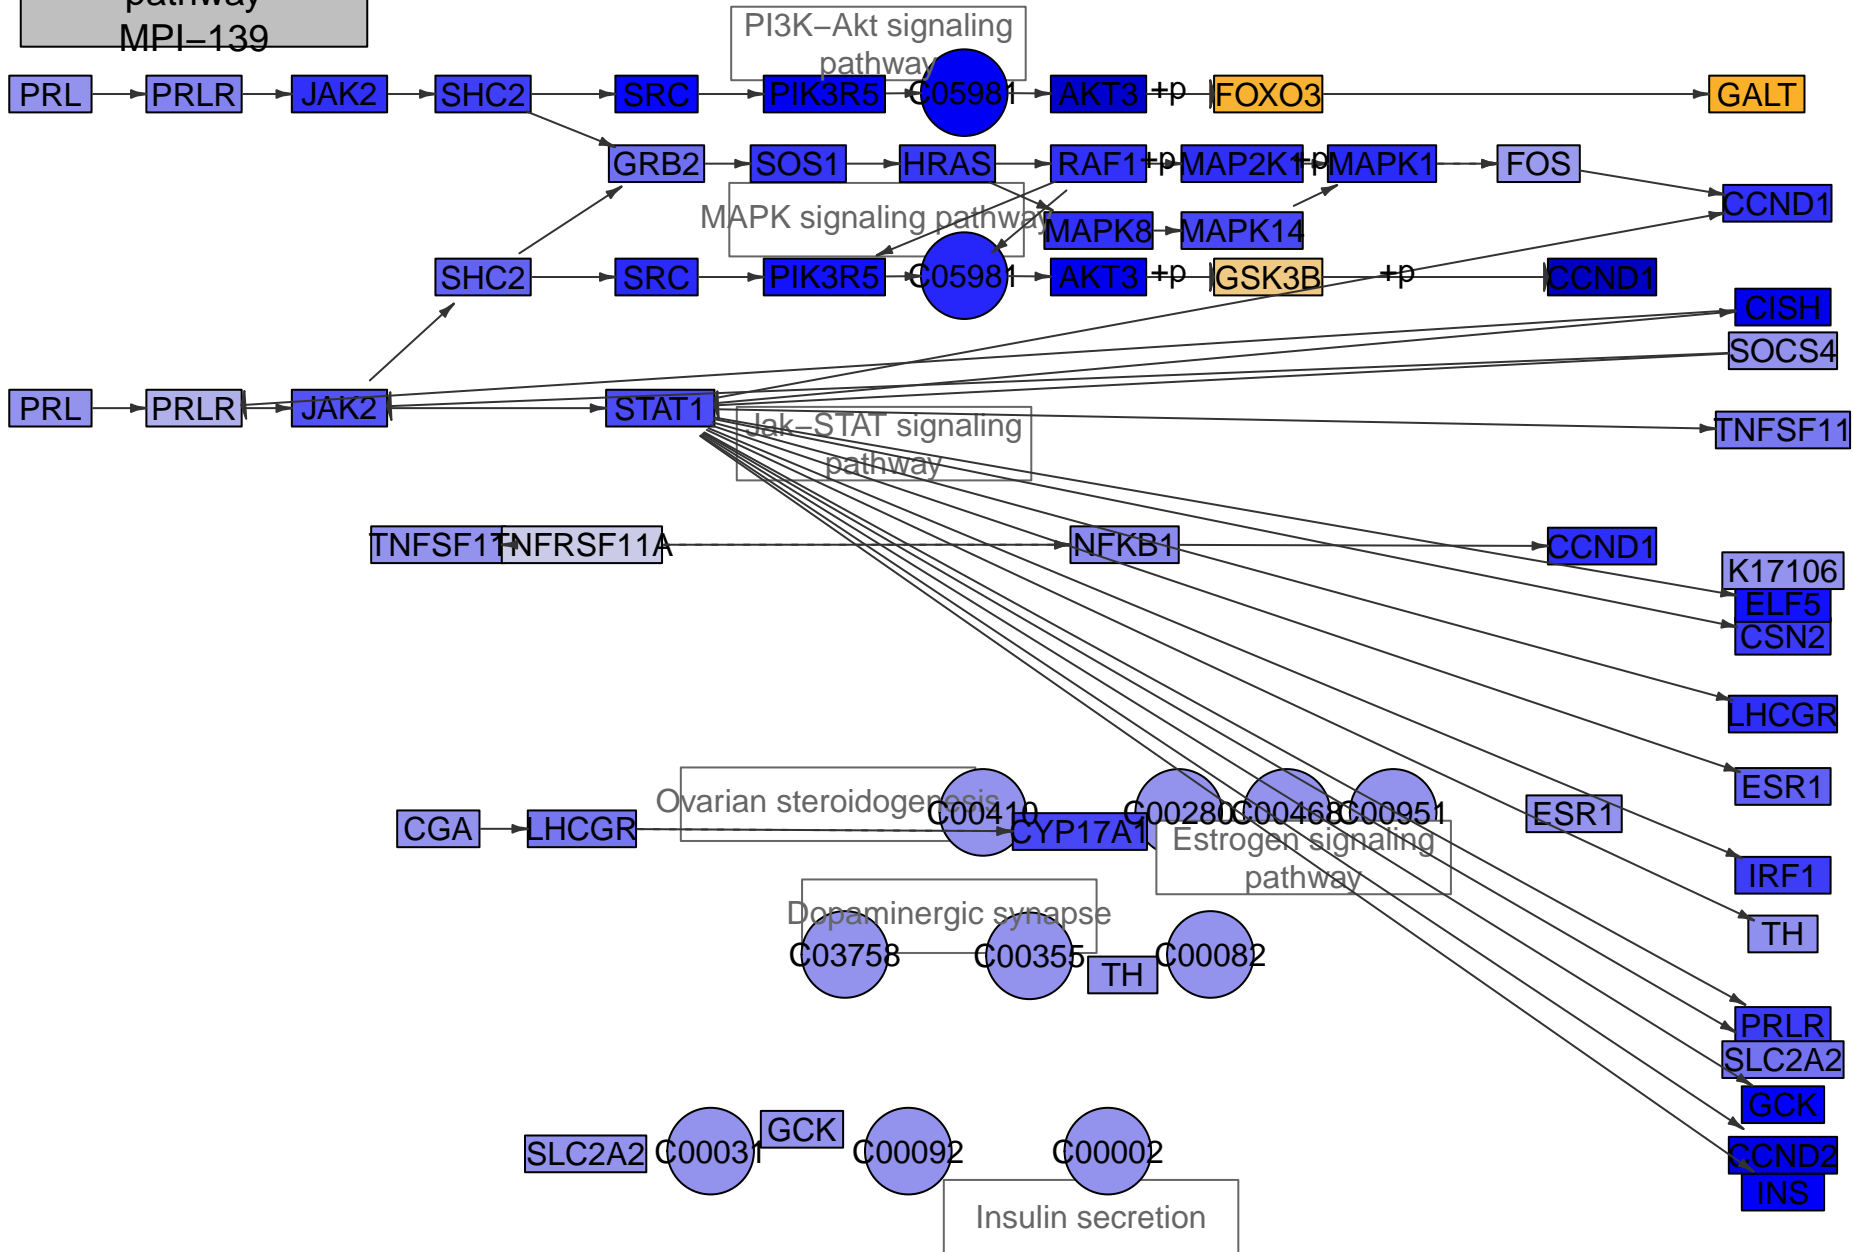 pathway
MPI–139
PI3K–Akt signaling
pathway
PRL
PRLR
JAK2
SHC2
SRC
PIK3R5
C05981
AKT3
+p
FOXO3
GALT
GRB2
SOS1
HRAS
RAF1
+p
MAP2K1
+p
MAPK1
FOS
CCND1
MAPK signaling pathway
MAPK8
MAPK14
SHC2
SRC
PIK3R5
C05981
AKT3
+p
GSK3B
+p
CCND1
CISH
SOCS4
PRL
PRLR
JAK2
STAT1
Jak–STAT signaling
pathway
TNFSF11
TNFSF11
TNFRSF11A
NFKB1
CCND1
K17106
ELF5
CSN2
LHCGR
Ovarian steroidogenesis
C00410
C00280
C00468
C00951
ESR1
ESR1
CGA
LHCGR
CYP17A1
Estrogen signaling
pathway
IRF1
Dopaminergic synapse
TH
C03758
C00355
TH
C00082
PRLR
SLC2A2
GCK
SLC2A2
C00031
GCK
C00092
C00002
CCND2
INS
Insulin secretion